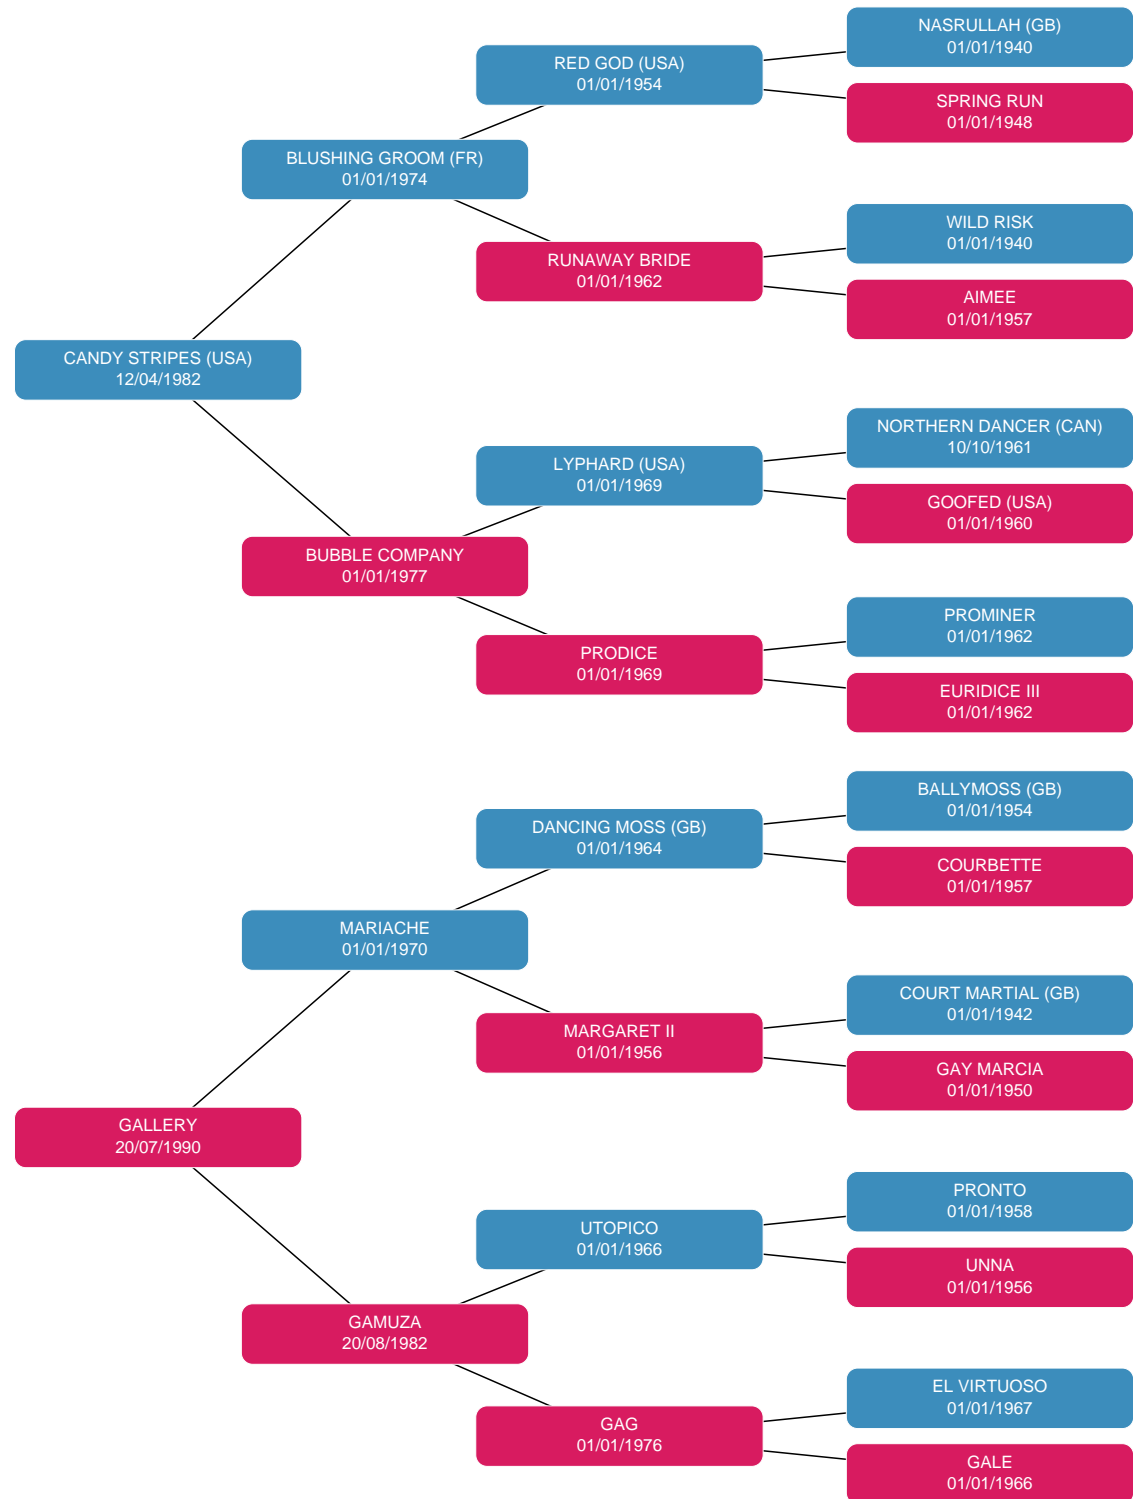 NASRULLAH (GB)
01/01/1940
RED GOD (USA)
01/01/1954
SPRING RUN
01/01/1948
BLUSHING GROOM (FR)
01/01/1974
WILD RISK
01/01/1940
RUNAWAY BRIDE
01/01/1962
AIMEE
01/01/1957
CANDY STRIPES (USA)
12/04/1982
NORTHERN DANCER (CAN)
10/10/1961
LYPHARD (USA)
01/01/1969
GOOFED (USA)
01/01/1960
BUBBLE COMPANY
01/01/1977
PROMINER
01/01/1962
PRODICE
01/01/1969
EURIDICE III
01/01/1962
BALLYMOSS (GB)
01/01/1954
DANCING MOSS (GB)
01/01/1964
COURBETTE
01/01/1957
MARIACHE
01/01/1970
COURT MARTIAL (GB)
01/01/1942
MARGARET II
01/01/1956
GAY MARCIA
01/01/1950
GALLERY
20/07/1990
PRONTO
01/01/1958
UTOPICO
01/01/1966
UNNA
01/01/1956
GAMUZA
20/08/1982
EL VIRTUOSO
01/01/1967
GAG
01/01/1976
GALE
01/01/1966